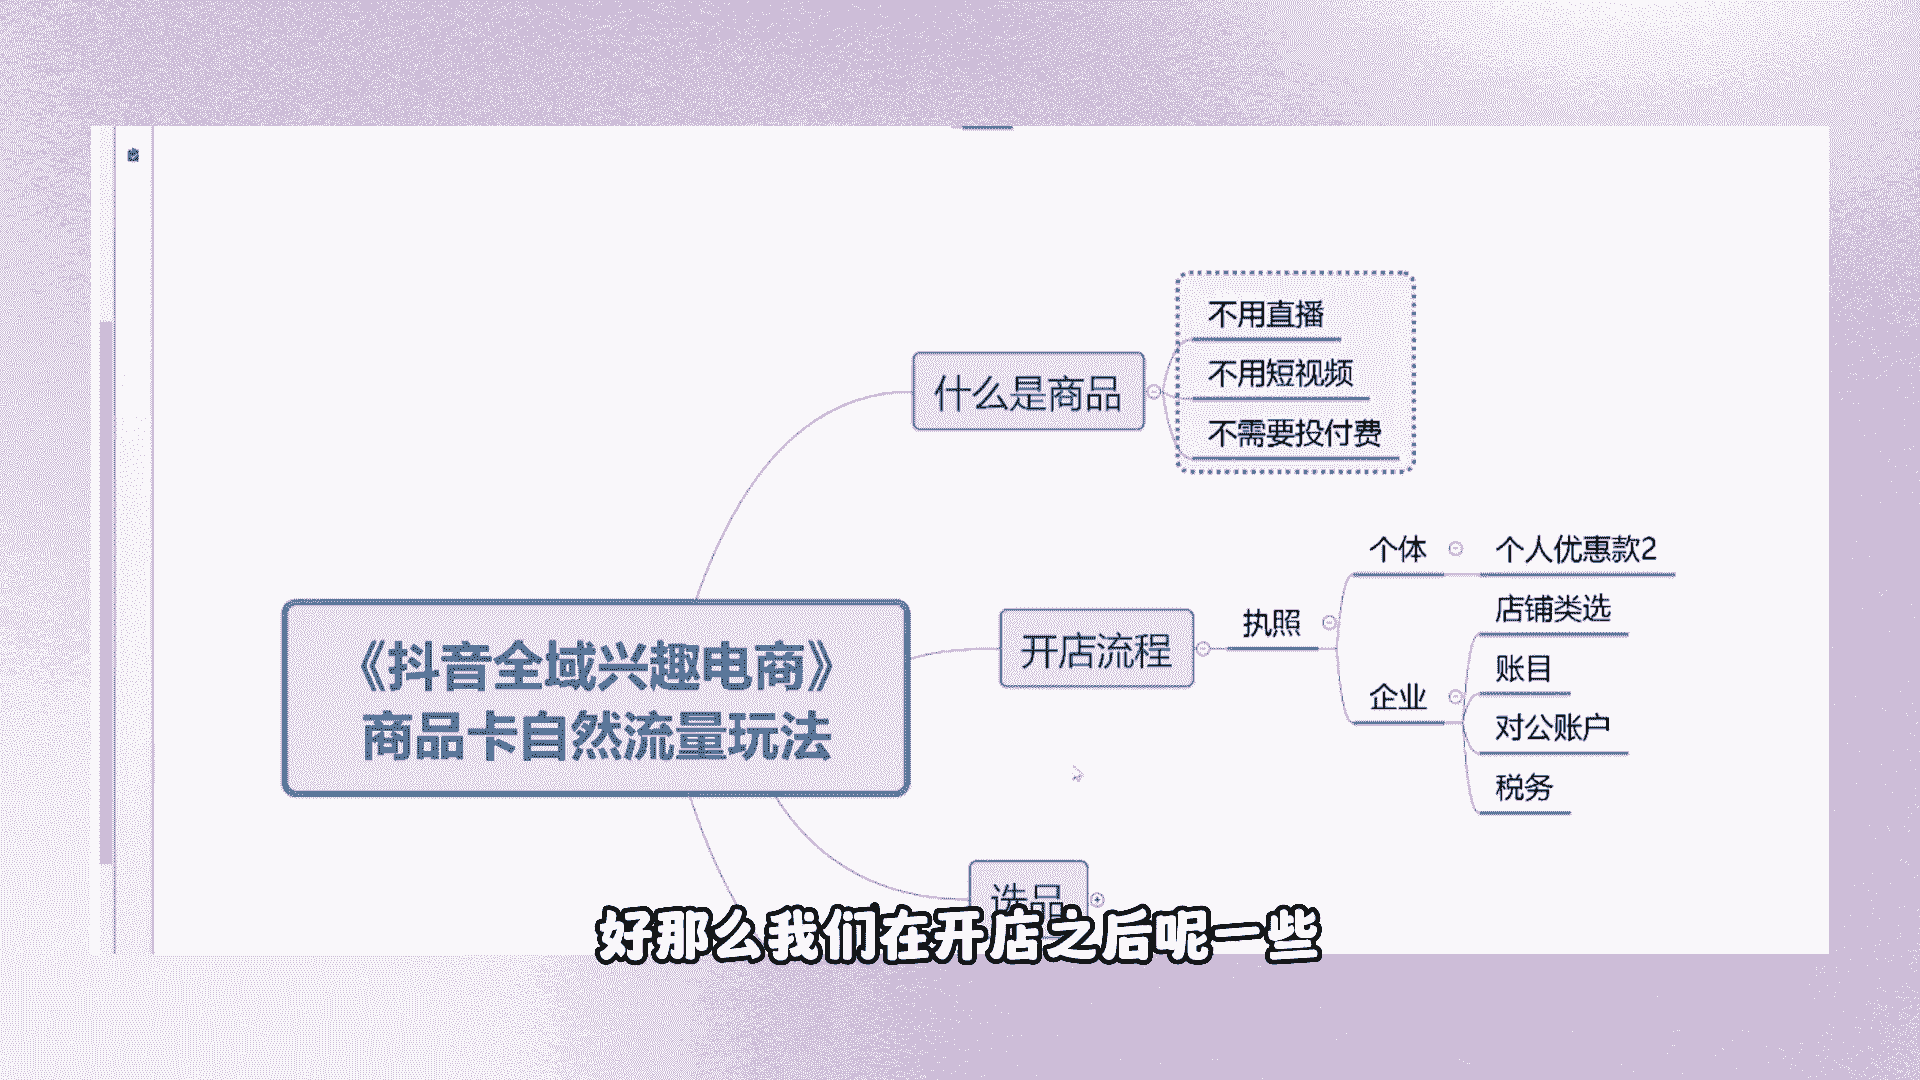 不用直播
不用短视频
不需要投付费
什么是商品
个体
个人优惠款2
店铺类选
执照
开店流程
账目
企业
对公账户
税务
《抖音全域兴趣电商》
商品卡自然流量玩法
选品
好那么我们在开店之后呢一些